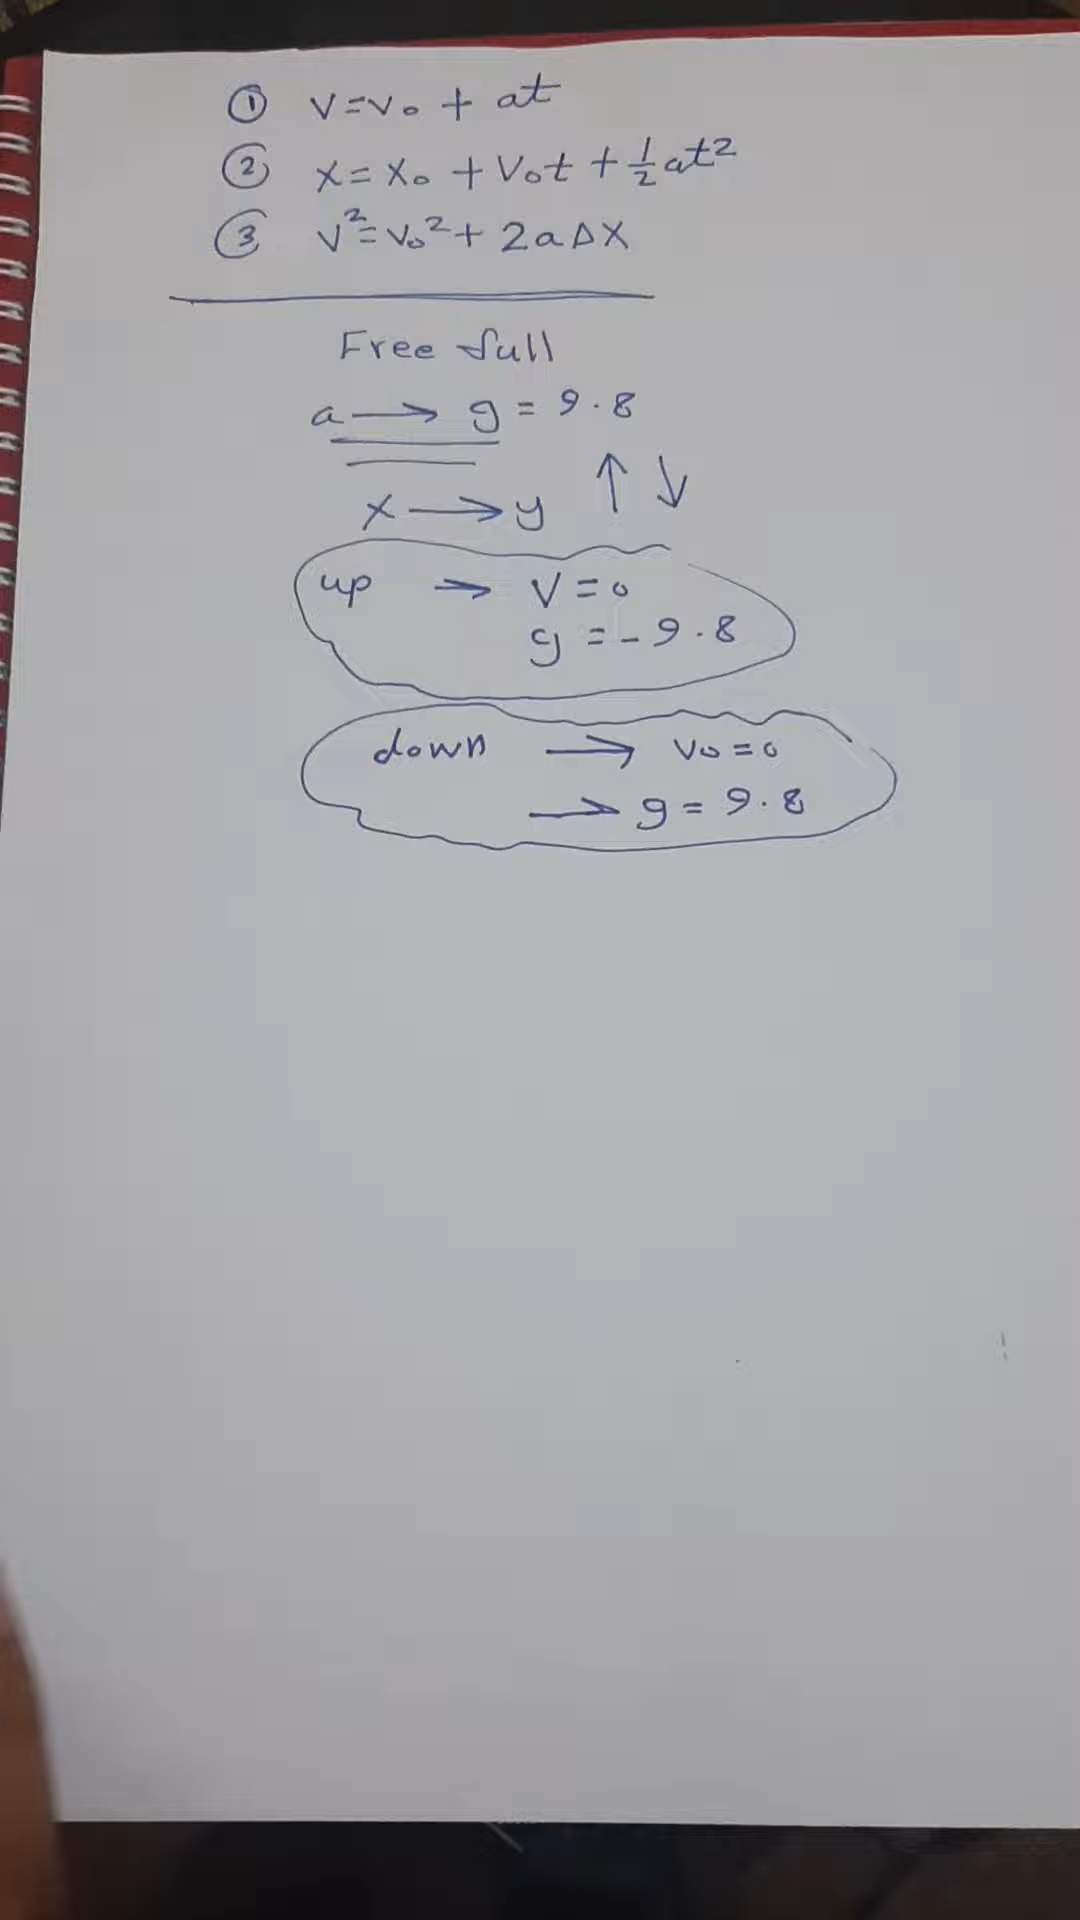 ① V=V₀ + at
② X=X₀ + V₀t + ½at²
③ V²=V₀²+ 2aΔX
Free full
a → g = 9.8
X → y ↑ ↓
up → V=0
g = -9.8
down → V₀=0
→ g = 9.8